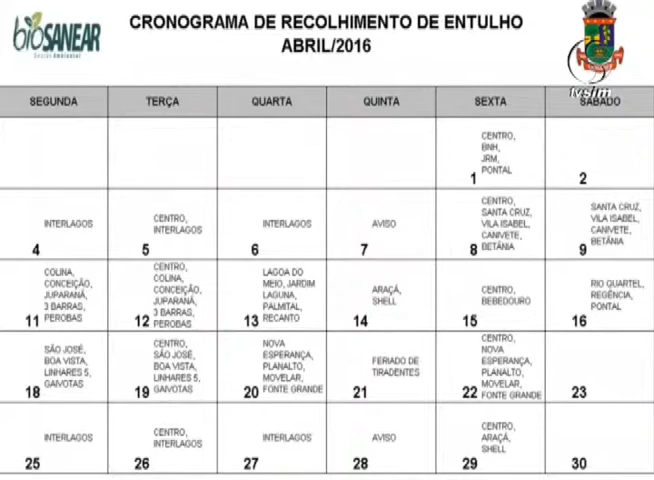 bioSANEAR
Gestão Ambiental
CRONOGRAMA DE RECOLHIMENTO DE ENTULHO
ABRIL/2016
tvsim
SEGUNDA TERÇA QUARTA QUINTA SEXTA SÁBADO
CENTRO,
BNH,
JRM,
PONTAL
1
2
INTERLAGOS
4
CENTRO,
INTERLAGOS
5
INTERLAGOS
6
AVISO
7
CENTRO,
SANTA CRUZ,
VILA ISABEL,
CANIVETE,
BETÂNIA
8
SANTA CRUZ,
VILA ISABEL,
CANIVETE,
BETÂNIA
9
COLINA,
CONCEIÇÃO,
JUPARANÁ,
3 BARRAS,
PEROBAS
11
CENTRO,
COLINA,
CONCEIÇÃO,
JUPARANÁ,
3 BARRAS,
PEROBAS
12
LAGOA DO
MEIO, JARDIM
LAGUNA,
PALMITAL,
RECANTO
13
ARAÇÁ,
SHELL
14
CENTRO,
BEBEDOURO
15
RIO QUARTEL,
REGÊNCIA,
PONTAL
16
SÃO JOSÉ,
BOA VISTA,
LINHARES 5,
GAIVOTAS
18
CENTRO,
SÃO JOSÉ,
BOA VISTA,
LINHARES 5,
GAIVOTAS
19
NOVA
ESPERANÇA,
PLANALTO,
MOVELAR,
FONTE GRANDE
20
FERIADO DE
TIRADENTES
21
CENTRO,
NOVA
ESPERANÇA,
PLANALTO,
MOVELAR,
FONTE GRANDE
22
23
INTERLAGOS
25
CENTRO,
INTERLAGOS
26
INTERLAGOS
27
AVISO
28
CENTRO,
ARAÇÁ,
SHELL
29
30